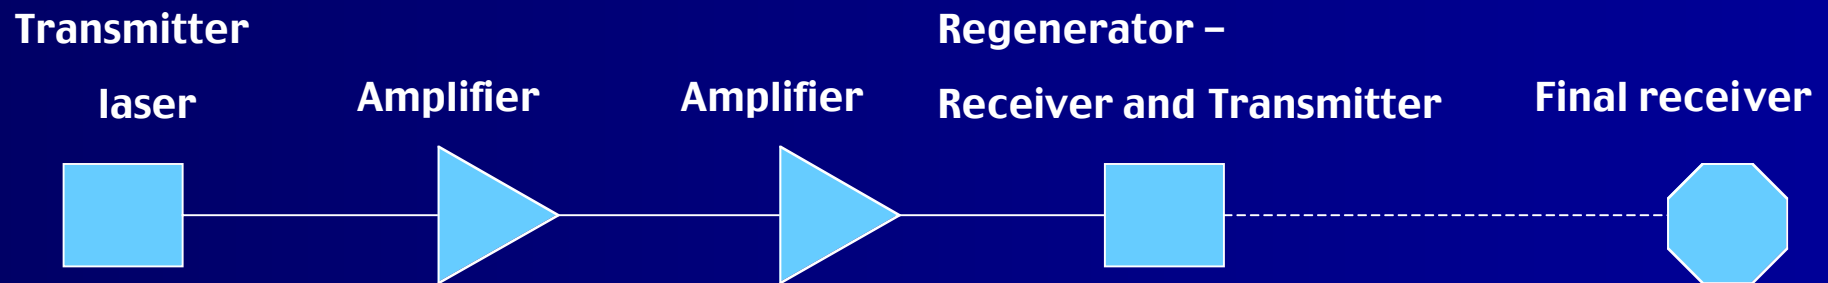 Transmitter
laser
Amplifier
Amplifier
Regenerator –
Receiver and Transmitter
Final receiver